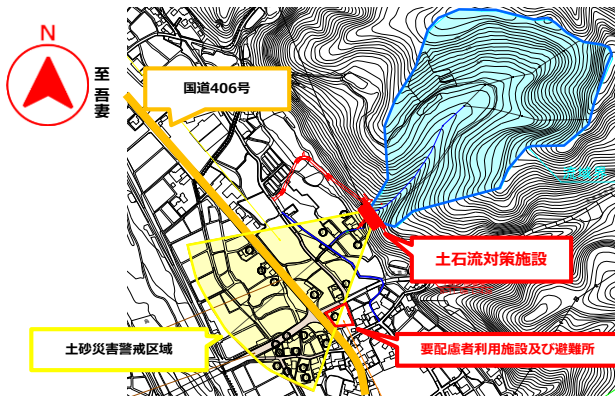 N
至吾妻
国道406号
土石流対策施設
土砂災害警戒区域
要配慮者利用施設及び避難所